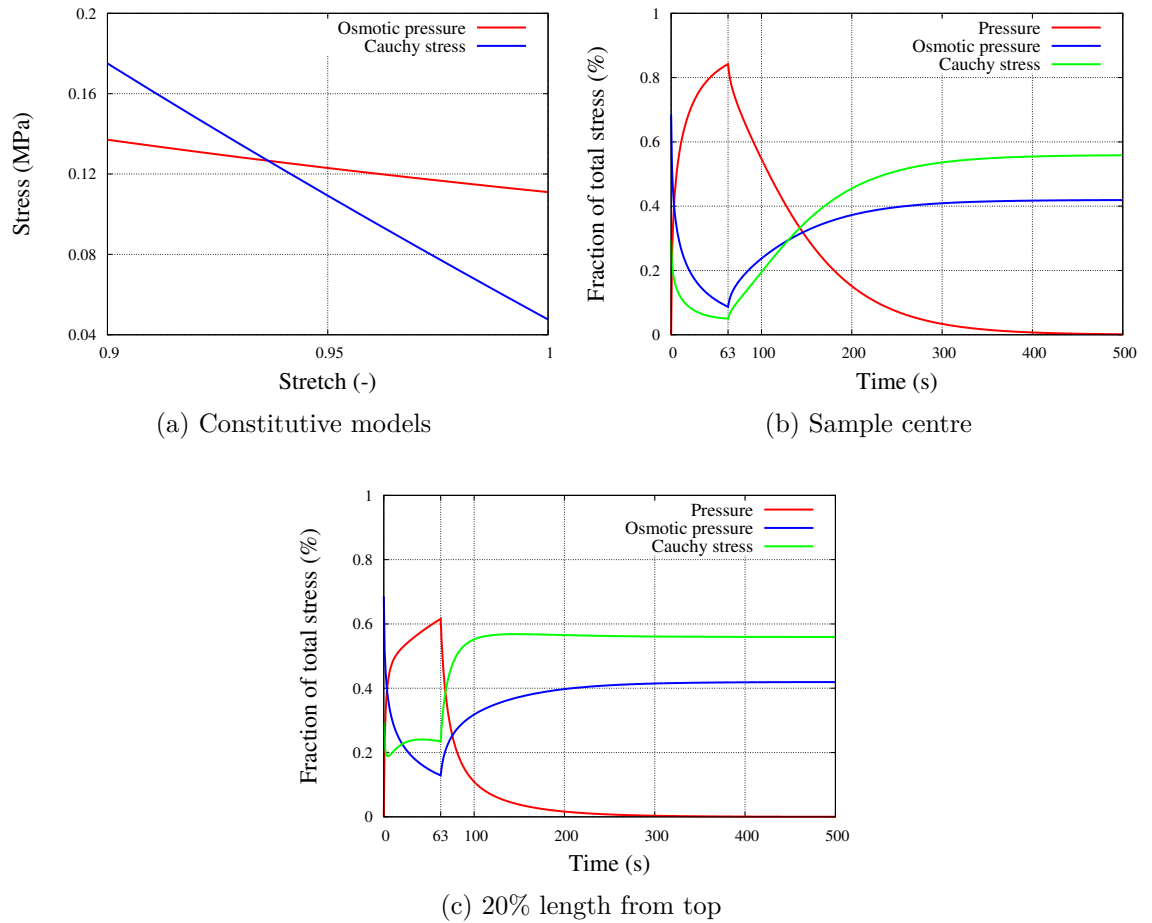 0.2
0.16
0.12
0.08
0.04
0.9
0.95
1
Stress (MPa)
Stretch (-)
Osmotic pressure
Cauchy stress
(a) Constitutive models
1
0.8
0.6
0.4
0.2
0
0
63
100
200
300
400
500
Fraction of total stress (%)
Time (s)
Pressure
Osmotic pressure
Cauchy stress
(b) Sample centre
1
0.8
0.6
0.4
0.2
0
0
63
100
200
300
400
500
Fraction of total stress (%)
Time (s)
Pressure
Osmotic pressure
Cauchy stress
(c) 20% length from top